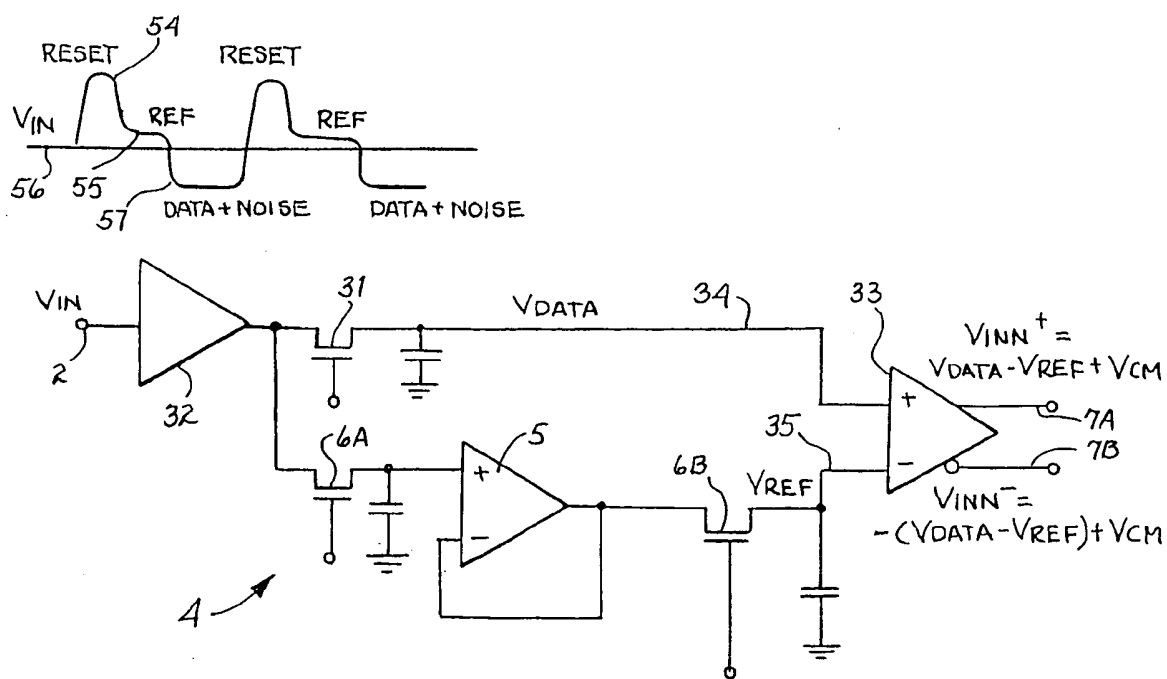 54
RESET RESET
VIN REF REF
56 55 57 DATA+NOISE DATA+NOISE
VIN 2 32
31
VDATA
34
33
VINN+ =
VDATA-VREF+VCM
+
7A
6A
5
+
-
6B
VREF
35
-
7B
VINN- =
-(VDATA-VREF)+VCM
4